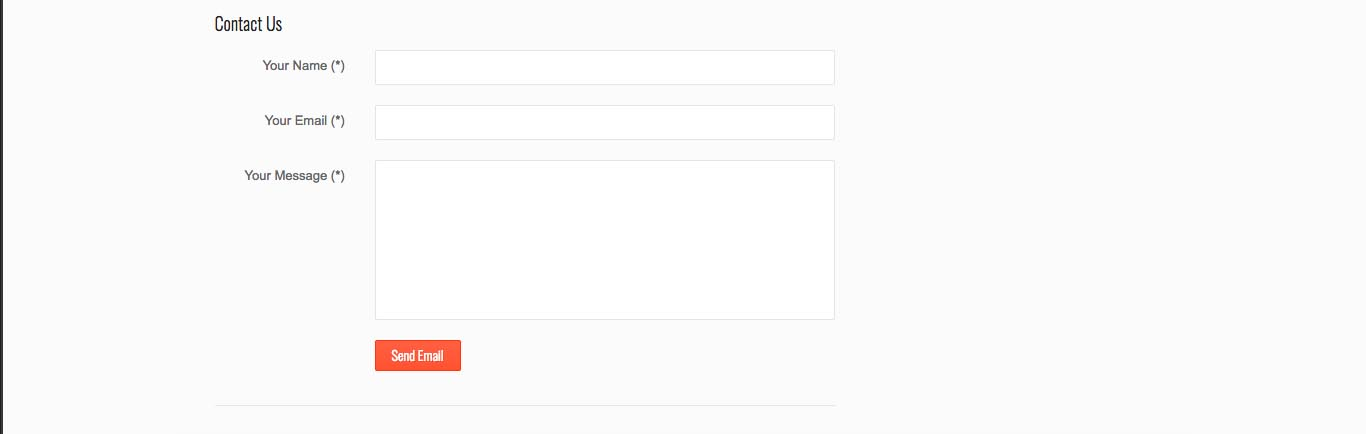 Contact Us
Your Name (*)
Your Email (*)
Your Message (*)
Send Email